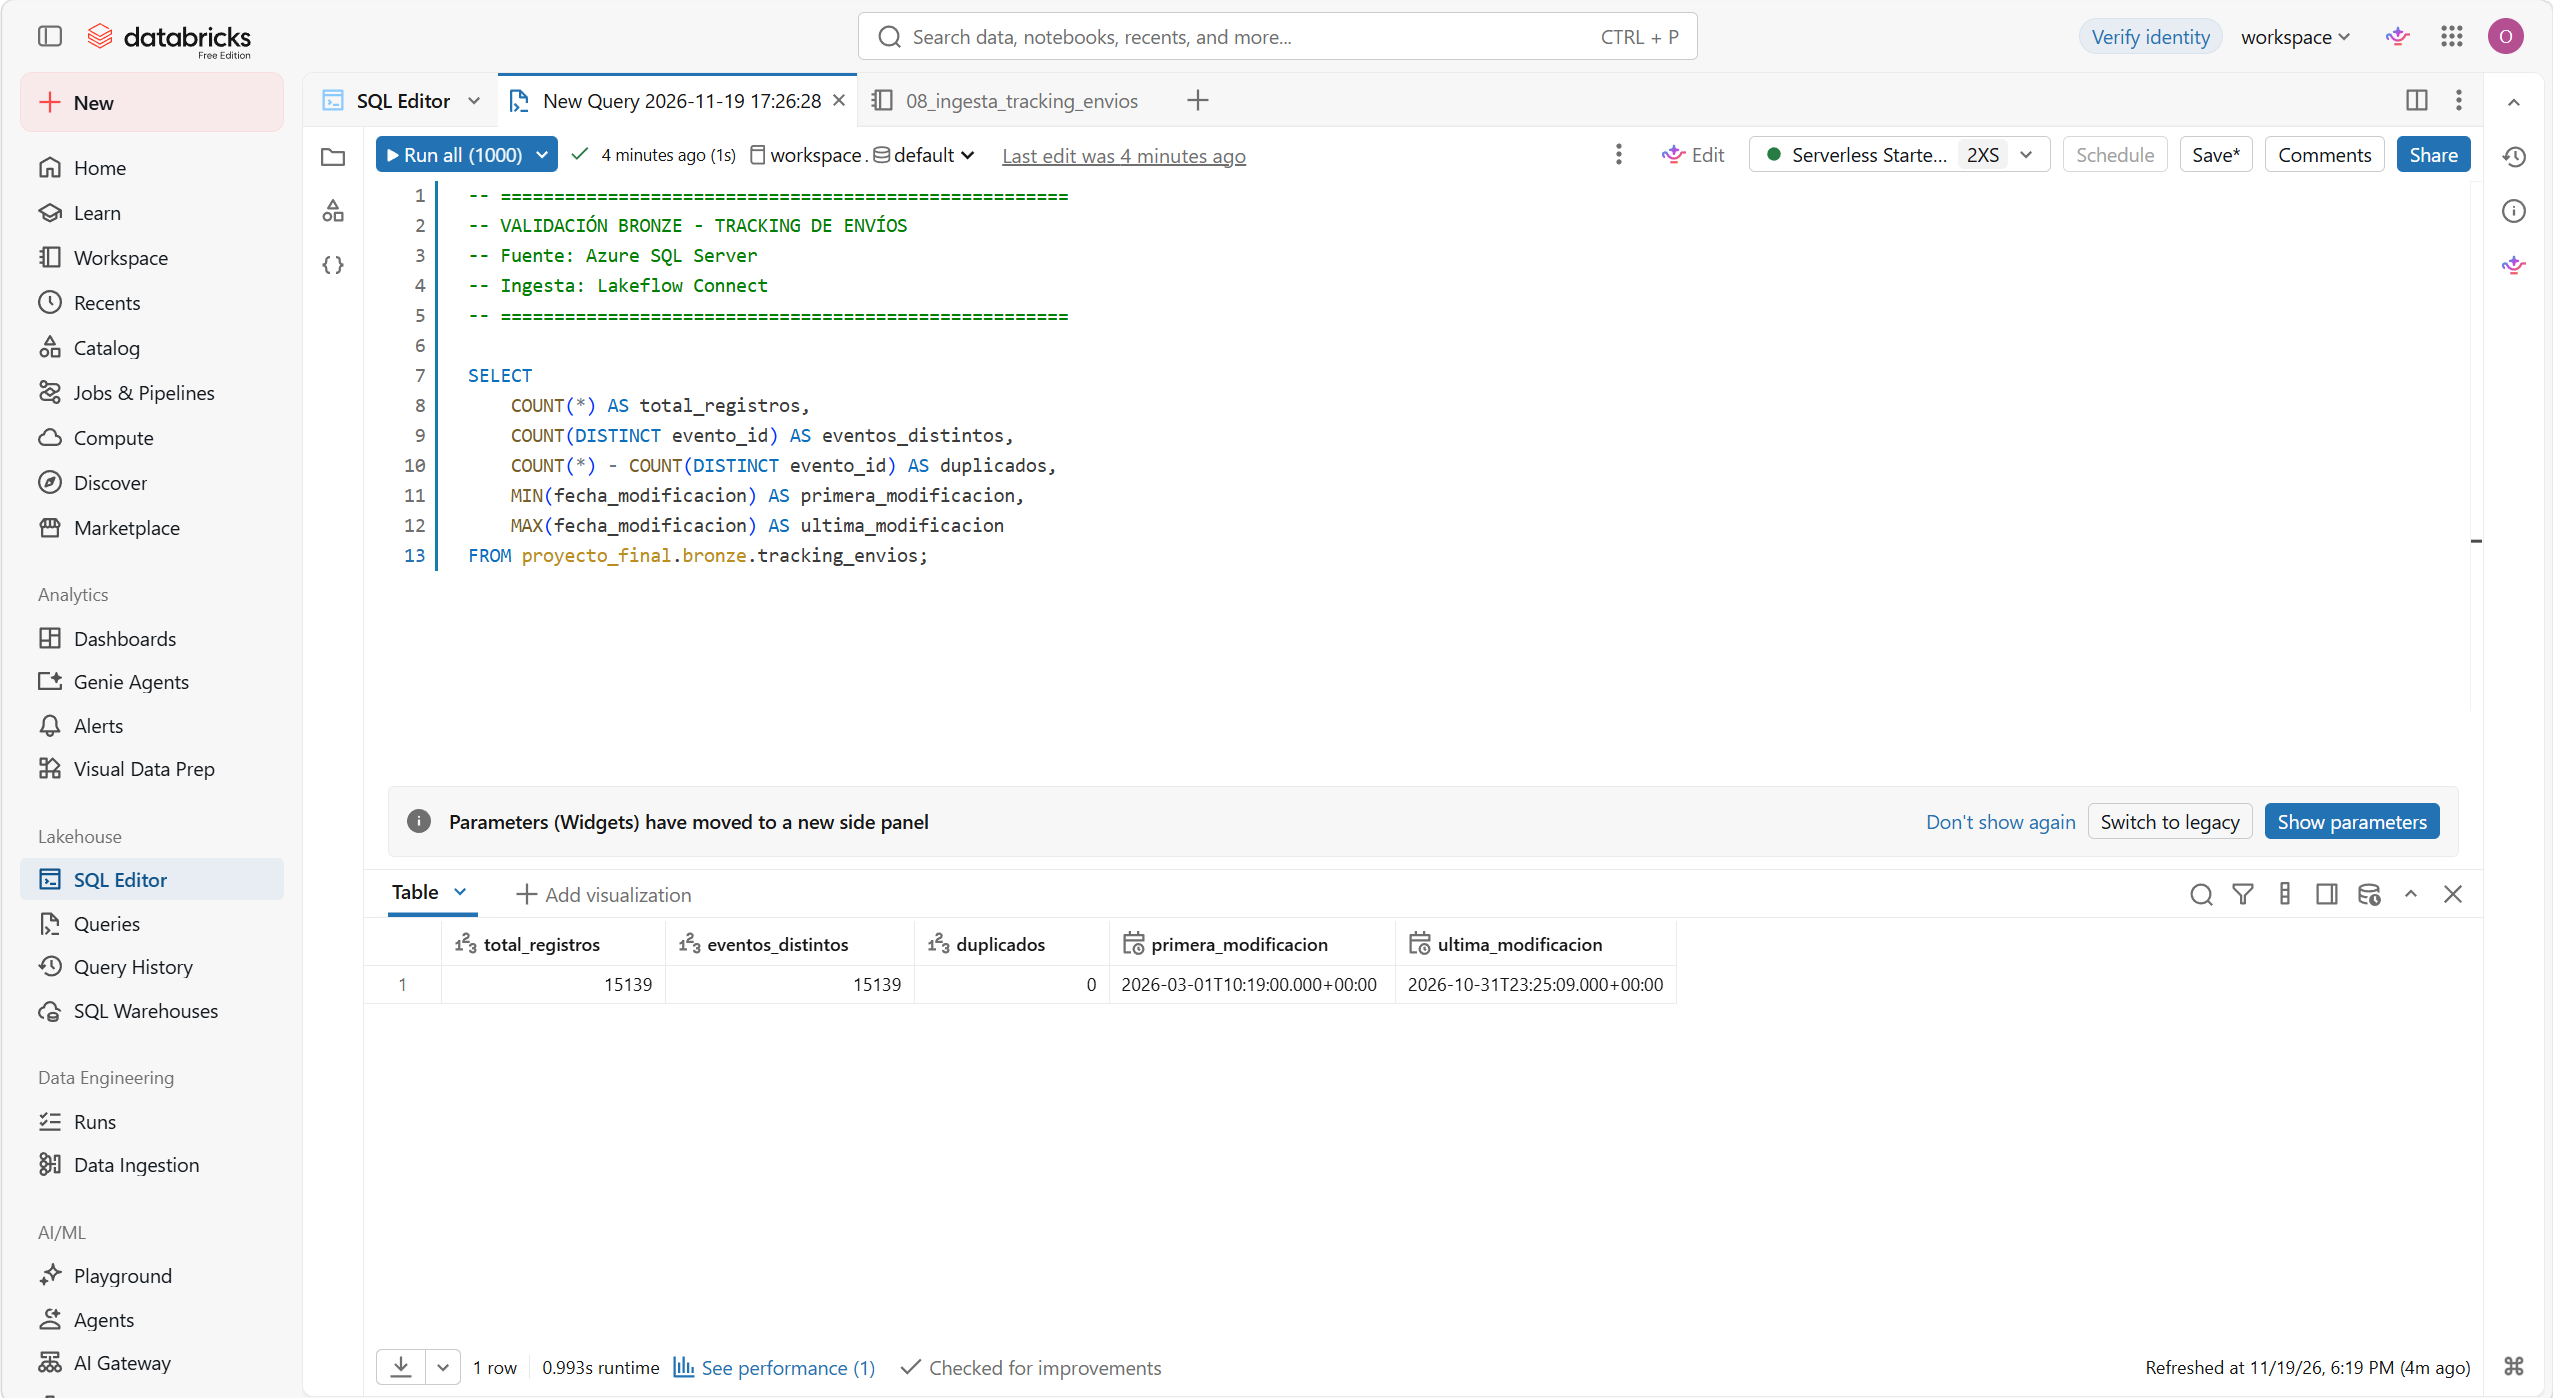 databricks
Free Edition
Search data, notebooks, recents, and more...
CTRL + P
Verify identity
workspace
O
New
Home
Learn
Workspace
Recents
Catalog
Jobs & Pipelines
Compute
Discover
Marketplace
Analytics
Dashboards
Genie Agents
Alerts
Visual Data Prep
Lakehouse
SQL Editor
Queries
Query History
SQL Warehouses
Data Engineering
Runs
Data Ingestion
AI/ML
Playground
Agents
AI Gateway
SQL Editor
New Query 2026-11-19 17:26:28
08_ingesta_tracking_envios
Run all (1000)
4 minutes ago (1s)
workspace . default
Last edit was 4 minutes ago
Edit
Serverless Starte... 2XS
Schedule
Save*
Comments
Share
1 -- =====================================================
2 -- VALIDACIÓN BRONZE - TRACKING DE ENVÍOS
3 -- Fuente: Azure SQL Server
4 -- Ingesta: Lakeflow Connect
5 -- =====================================================
6
7 SELECT
8 COUNT(*) AS total_registros,
9 COUNT(DISTINCT evento_id) AS eventos_distintos,
10 COUNT(*) - COUNT(DISTINCT evento_id) AS duplicados,
11 MIN(fecha_modificacion) AS primera_modificacion,
12 MAX(fecha_modificacion) AS ultima_modificacion
13 FROM proyecto_final.bronze.tracking_envios;
Parameters (Widgets) have moved to a new side panel
Don't show again
Switch to legacy
Show parameters
Table
Add visualization
total_registros eventos_distintos duplicados primera_modificacion ultima_modificacion
1 15139 15139 0 2026-03-01T10:19:00.000+00:00 2026-10-31T23:25:09.000+00:00
1 row
0.993s runtime
See performance (1)
Checked for improvements
Refreshed at 11/19/26, 6:19 PM (4m ago)